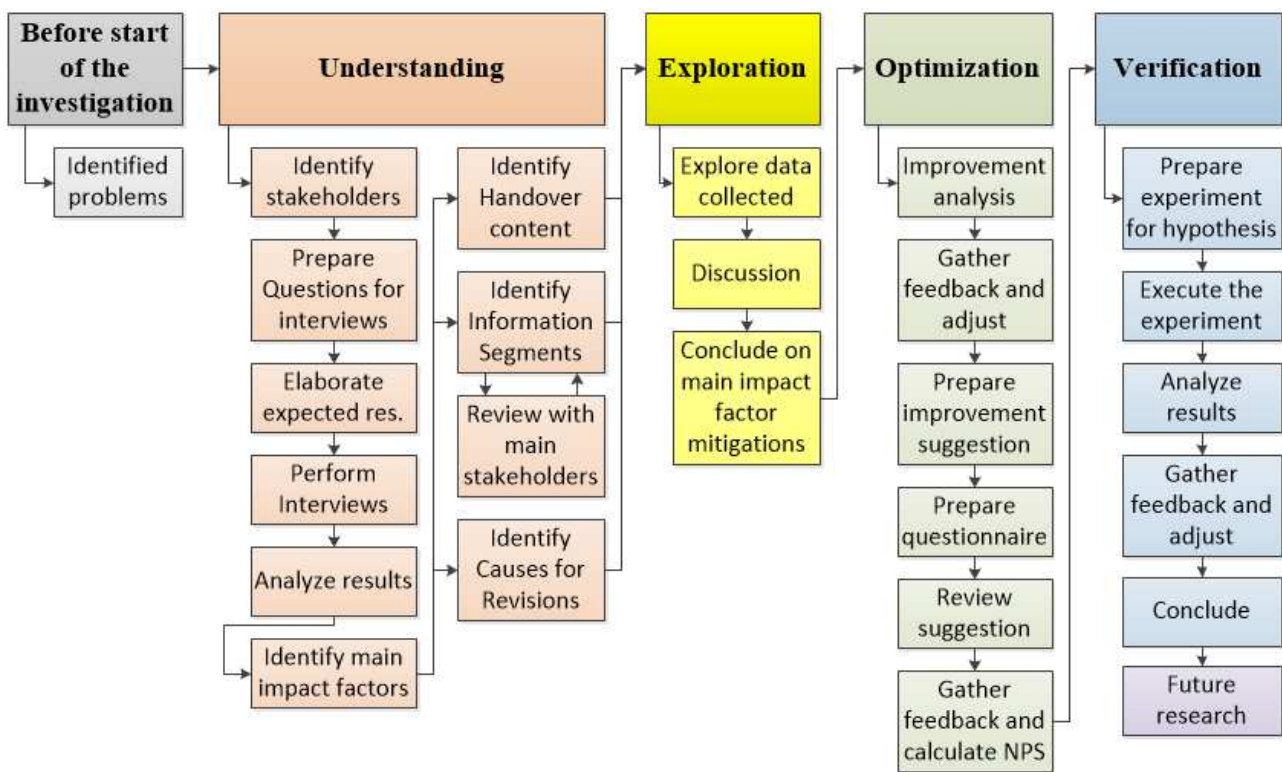 Before start
of the
investigation
Identified
problems
Understanding
Identify
stakeholders
Prepare
Questions for
interviews
Elaborate
expected res.
Perform
Interviews
Analyze results
Identify main
impact factors
Identify
Handover
content
Identify
Information
Segments
Review with
main
stakeholders
Identify
Causes for
Revisions
Exploration
Explore data
collected
Discussion
Conclude on
main impact
factor
mitigations
Optimization
Improvement
analysis
Gather
feedback and
adjust
Prepare
improvement
suggestion
Prepare
questionnaire
Review
suggestion
Gather
feedback and
calculate NPS
Verification
Prepare
experiment
for hypothesis
Execute the
experiment
Analyze
results
Gather
feedback and
adjust
Conclude
Future
research